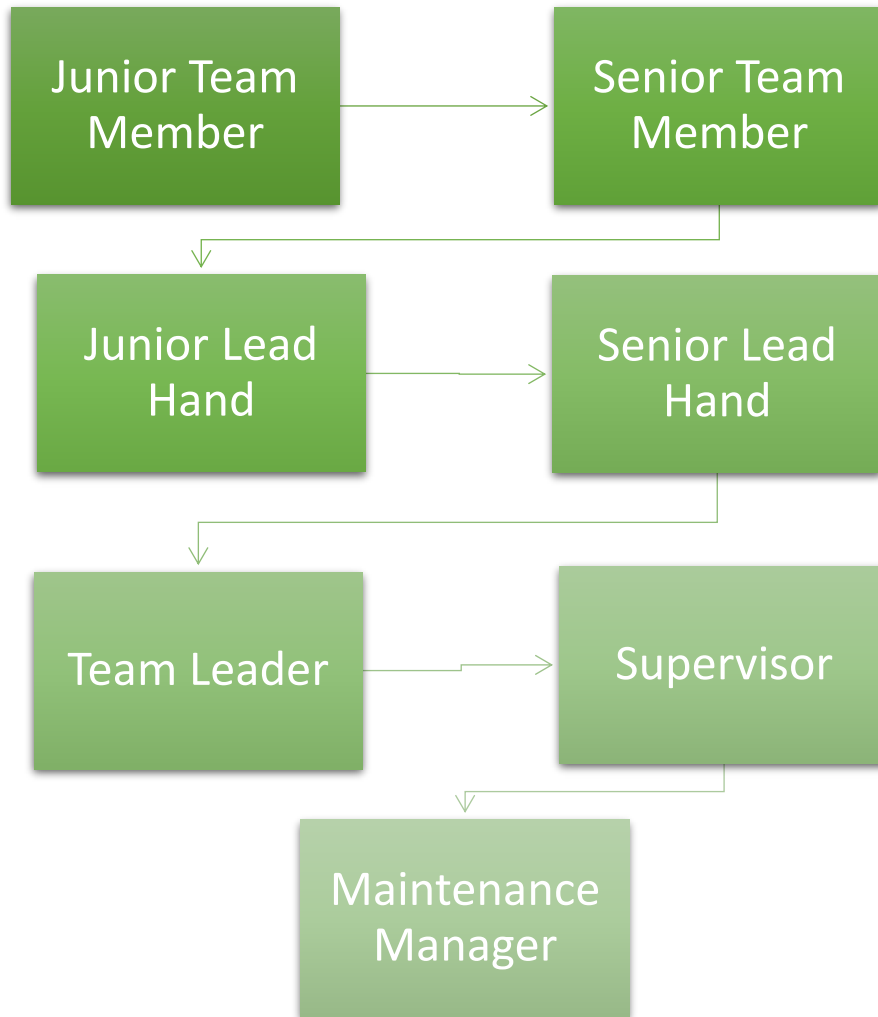 Junior Team
Member
Senior Team
Member
Junior Lead
Hand
Senior Lead
Hand
Team Leader
Supervisor
Maintenance
Manager